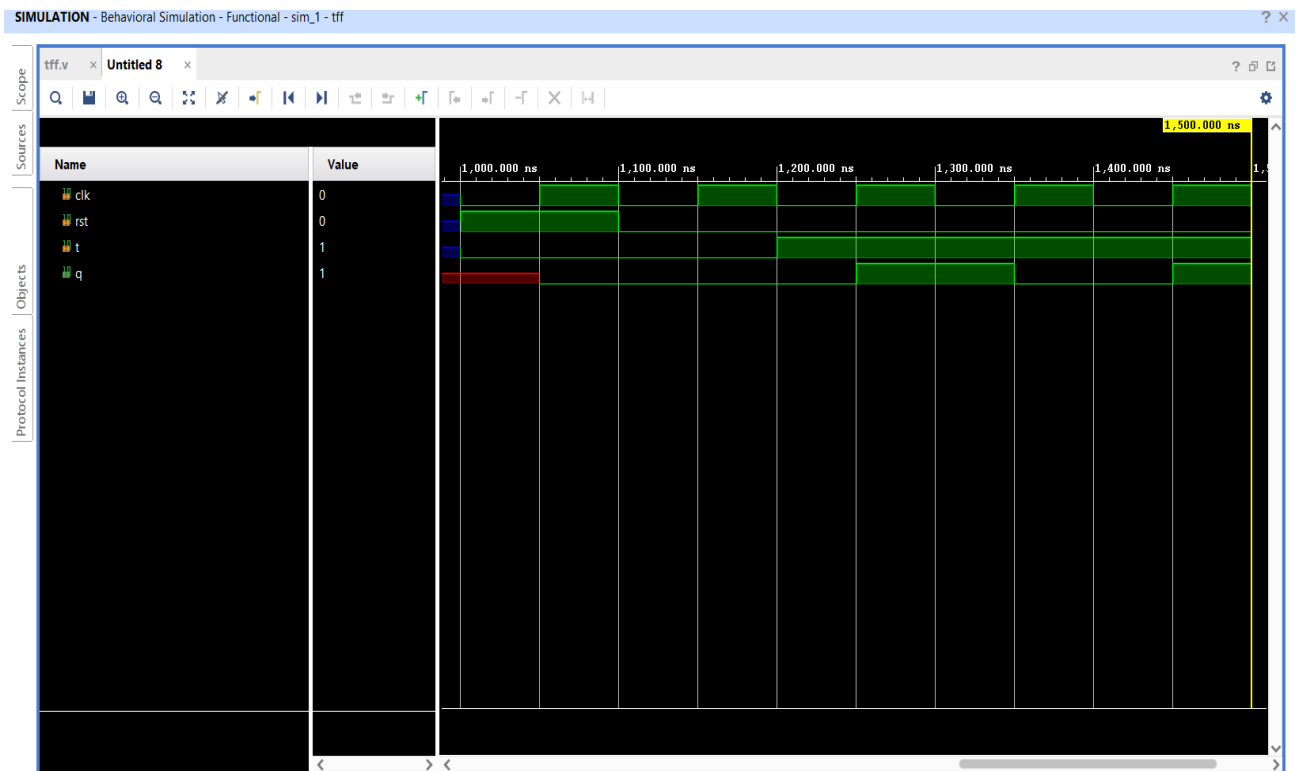 SIMULATION - Behavioral Simulation - Functional - sim_1 - tff
? ×
Scope
Sources
Objects
Protocol Instances
tff.v ×
Untitled 8 ×
?
1,500.000 ns
Name
Value
1,000.000 ns
1,100.000 ns
1,200.000 ns
1,300.000 ns
1,400.000 ns
clk
0
rst
0
t
1
q
1